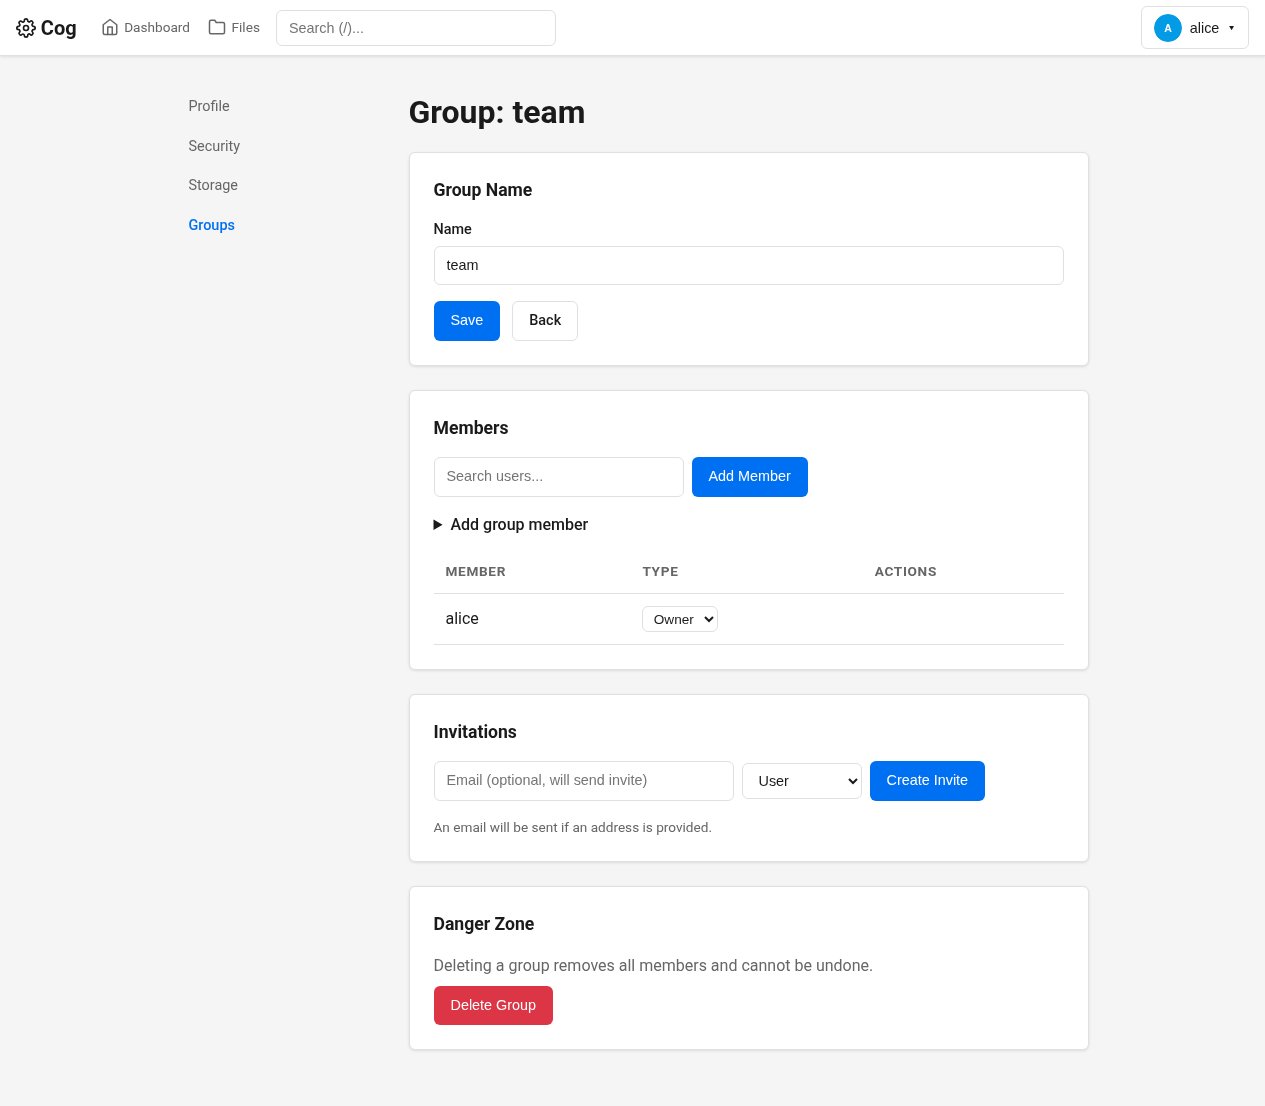 Cog
Dashboard
Files
Search (/)...
A
alice
Profile
Security
Storage
Groups
Group: team
Group Name
Name
team
Save
Back
Members
Search users...
Add Member
Add group member
MEMBER TYPE ACTIONS
alice Owner
Invitations
Email (optional, will send invite)
User
Create Invite
An email will be sent if an address is provided.
Danger Zone
Deleting a group removes all members and cannot be undone.
Delete Group